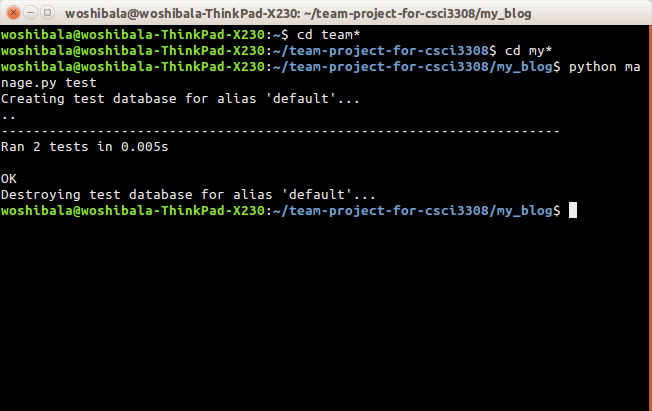 woshibala@woshibala-ThinkPad-X230: ~/team-project-for-csci3308/my_blog
woshibala@woshibala-ThinkPad-X230:~$ cd team*
woshibala@woshibala-ThinkPad-X230:~/team-project-for-csci3308$ cd my*
woshibala@woshibala-ThinkPad-X230:~/team-project-for-csci3308/my_blog$ python ma
nage.py test
Creating test database for alias 'default'...
..
----------------------------------------------------------------------
Ran 2 tests in 0.005s

OK
Destroying test database for alias 'default'...
woshibala@woshibala-ThinkPad-X230:~/team-project-for-csci3308/my_blog$